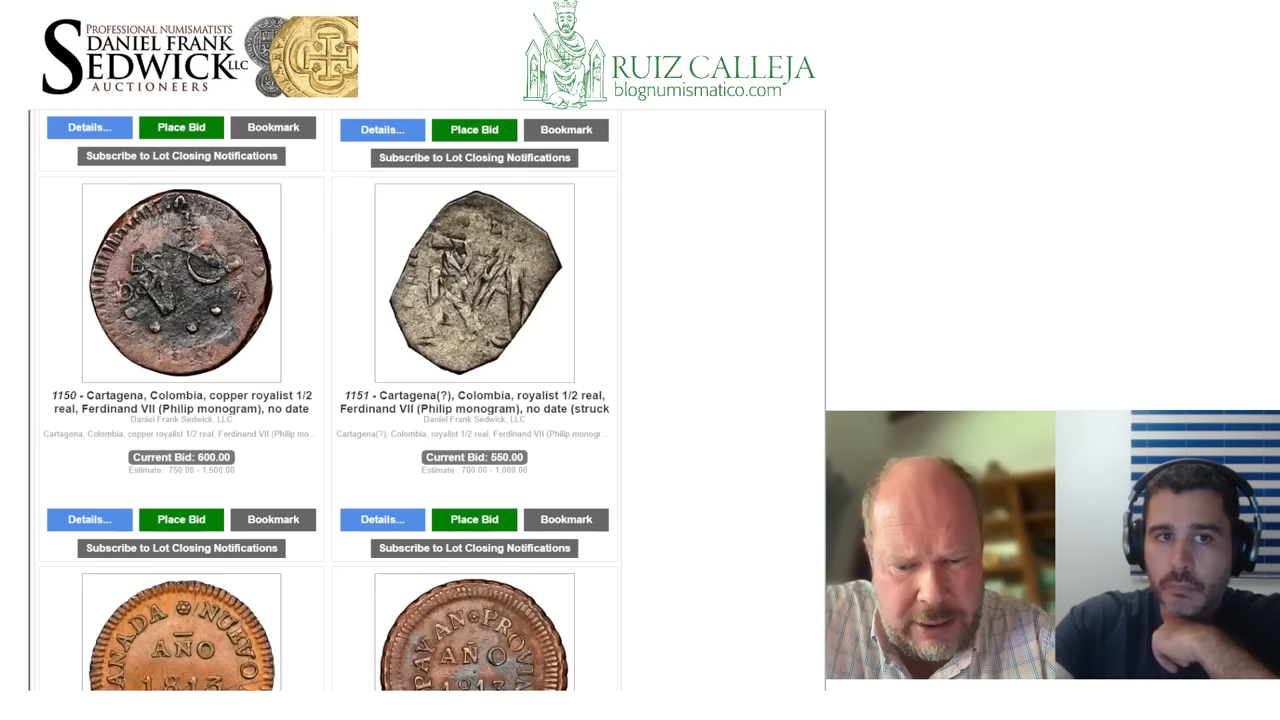 PROFESSIONAL NUMISMATISTS
DANIEL FRANK
SEDWICK LLC
AUCTIONEERS
RUIZ CALLEJA
blognumismatico.com
Details... Place Bid Bookmark
Subscribe to Lot Closing Notifications
Details... Place Bid Bookmark
Subscribe to Lot Closing Notifications
1150 - Cartagena, Colombia, copper royalist 1/2
real, Ferdinand VII (Philip monogram), no date
Daniel Frank Sedwick, LLC
Cartagena, Colombia, copper royalist 1/2 real, Ferdinand VII (Philip mo...
Current Bid: 600.00
Estimate : 750.00 - 1,500.00
Details... Place Bid Bookmark
Subscribe to Lot Closing Notifications
1151 - Cartagena(?), Colombia, royalist 1/2 real,
Ferdinand VII (Philip monogram), no date (struck
Daniel Frank Sedwick, LLC
Cartagena(?), Colombia, royalist 1/2 real, Ferdinand VII (Philip monogr...
Current Bid: 550.00
Estimate : 700.00 - 1,000.00
Details... Place Bid Bookmark
Subscribe to Lot Closing Notifications
ANADA NUEVO
AÑO
1813
PAYAN PROVIN
AÑO
1813